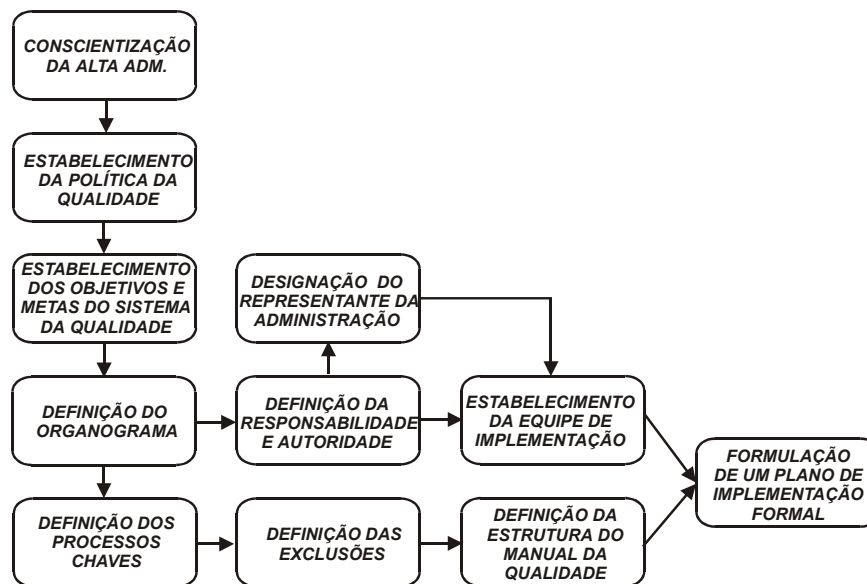 CONSCIENTIZAÇÃO
DA ALTA ADM.
ESTABELECIMENTO
DA POLÍTICA DA
QUALIDADE
ESTABELECIMENTO
DOS OBJETIVOS E
METAS DO SISTEMA
DA QUALIDADE
DESIGNAÇÃO DO
REPRESENTANTE DA
ADMINISTRAÇÃO
DEFINIÇÃO DO
ORGANOGRAMA
DEFINIÇÃO DA
RESPONSABILIDADE
E AUTORIDADE
ESTABELECIMENTO
DA EQUIPE DE
IMPLEMENTAÇÃO
FORMULAÇÃO
DE UM PLANO DE
IMPLEMENTAÇÃO
FORMAL
DEFINIÇÃO DOS
PROCESSOS
CHAVES
DEFINIÇÃO DAS
EXCLUSÕES
DEFINIÇÃO DA
ESTRUTURA DO
MANUAL DA
QUALIDADE